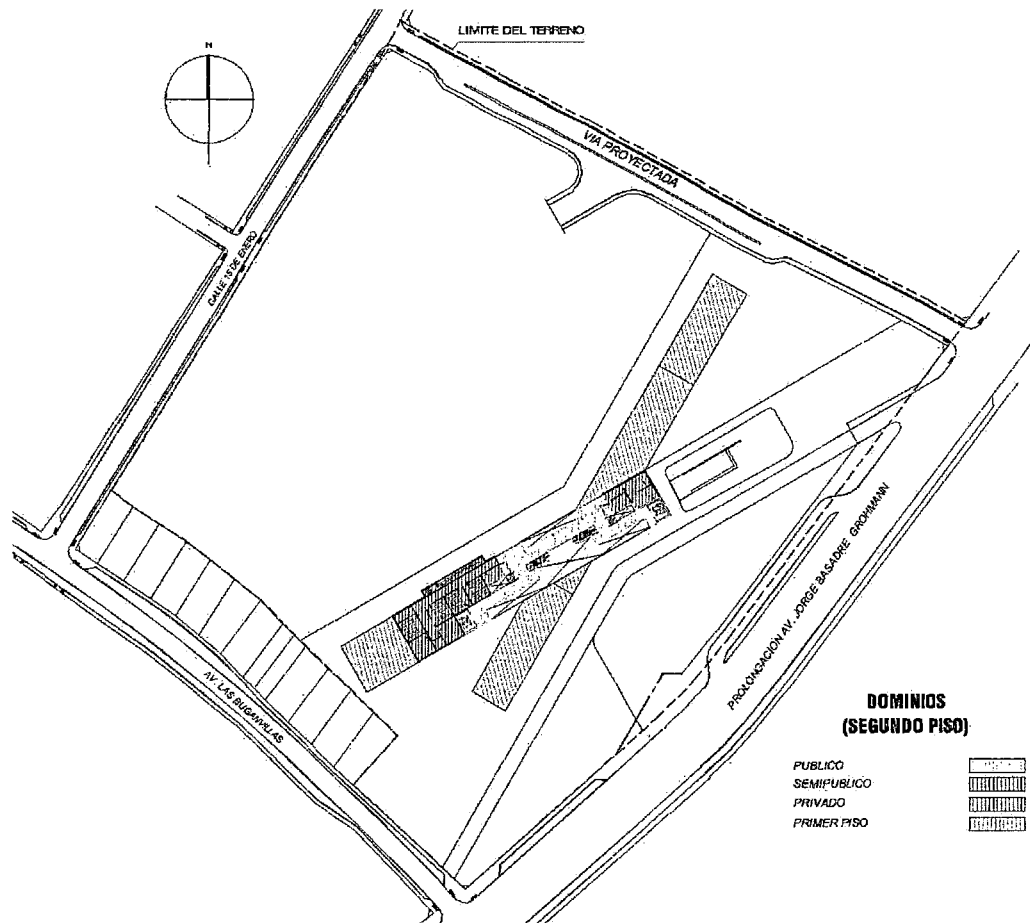 LIMITE DEL TERRENO
N
VIA PROYECTADA
CALLE 15 DE ENERO
AV. LAS BUGANVILLAS
PROLONGACION AV. JORGE BASADRE GROHMANN
DOMINIOS
(SEGUNDO PISO)
PUBLICO
SEMIPUBLICO
PRIVADO
PRIMER PISO